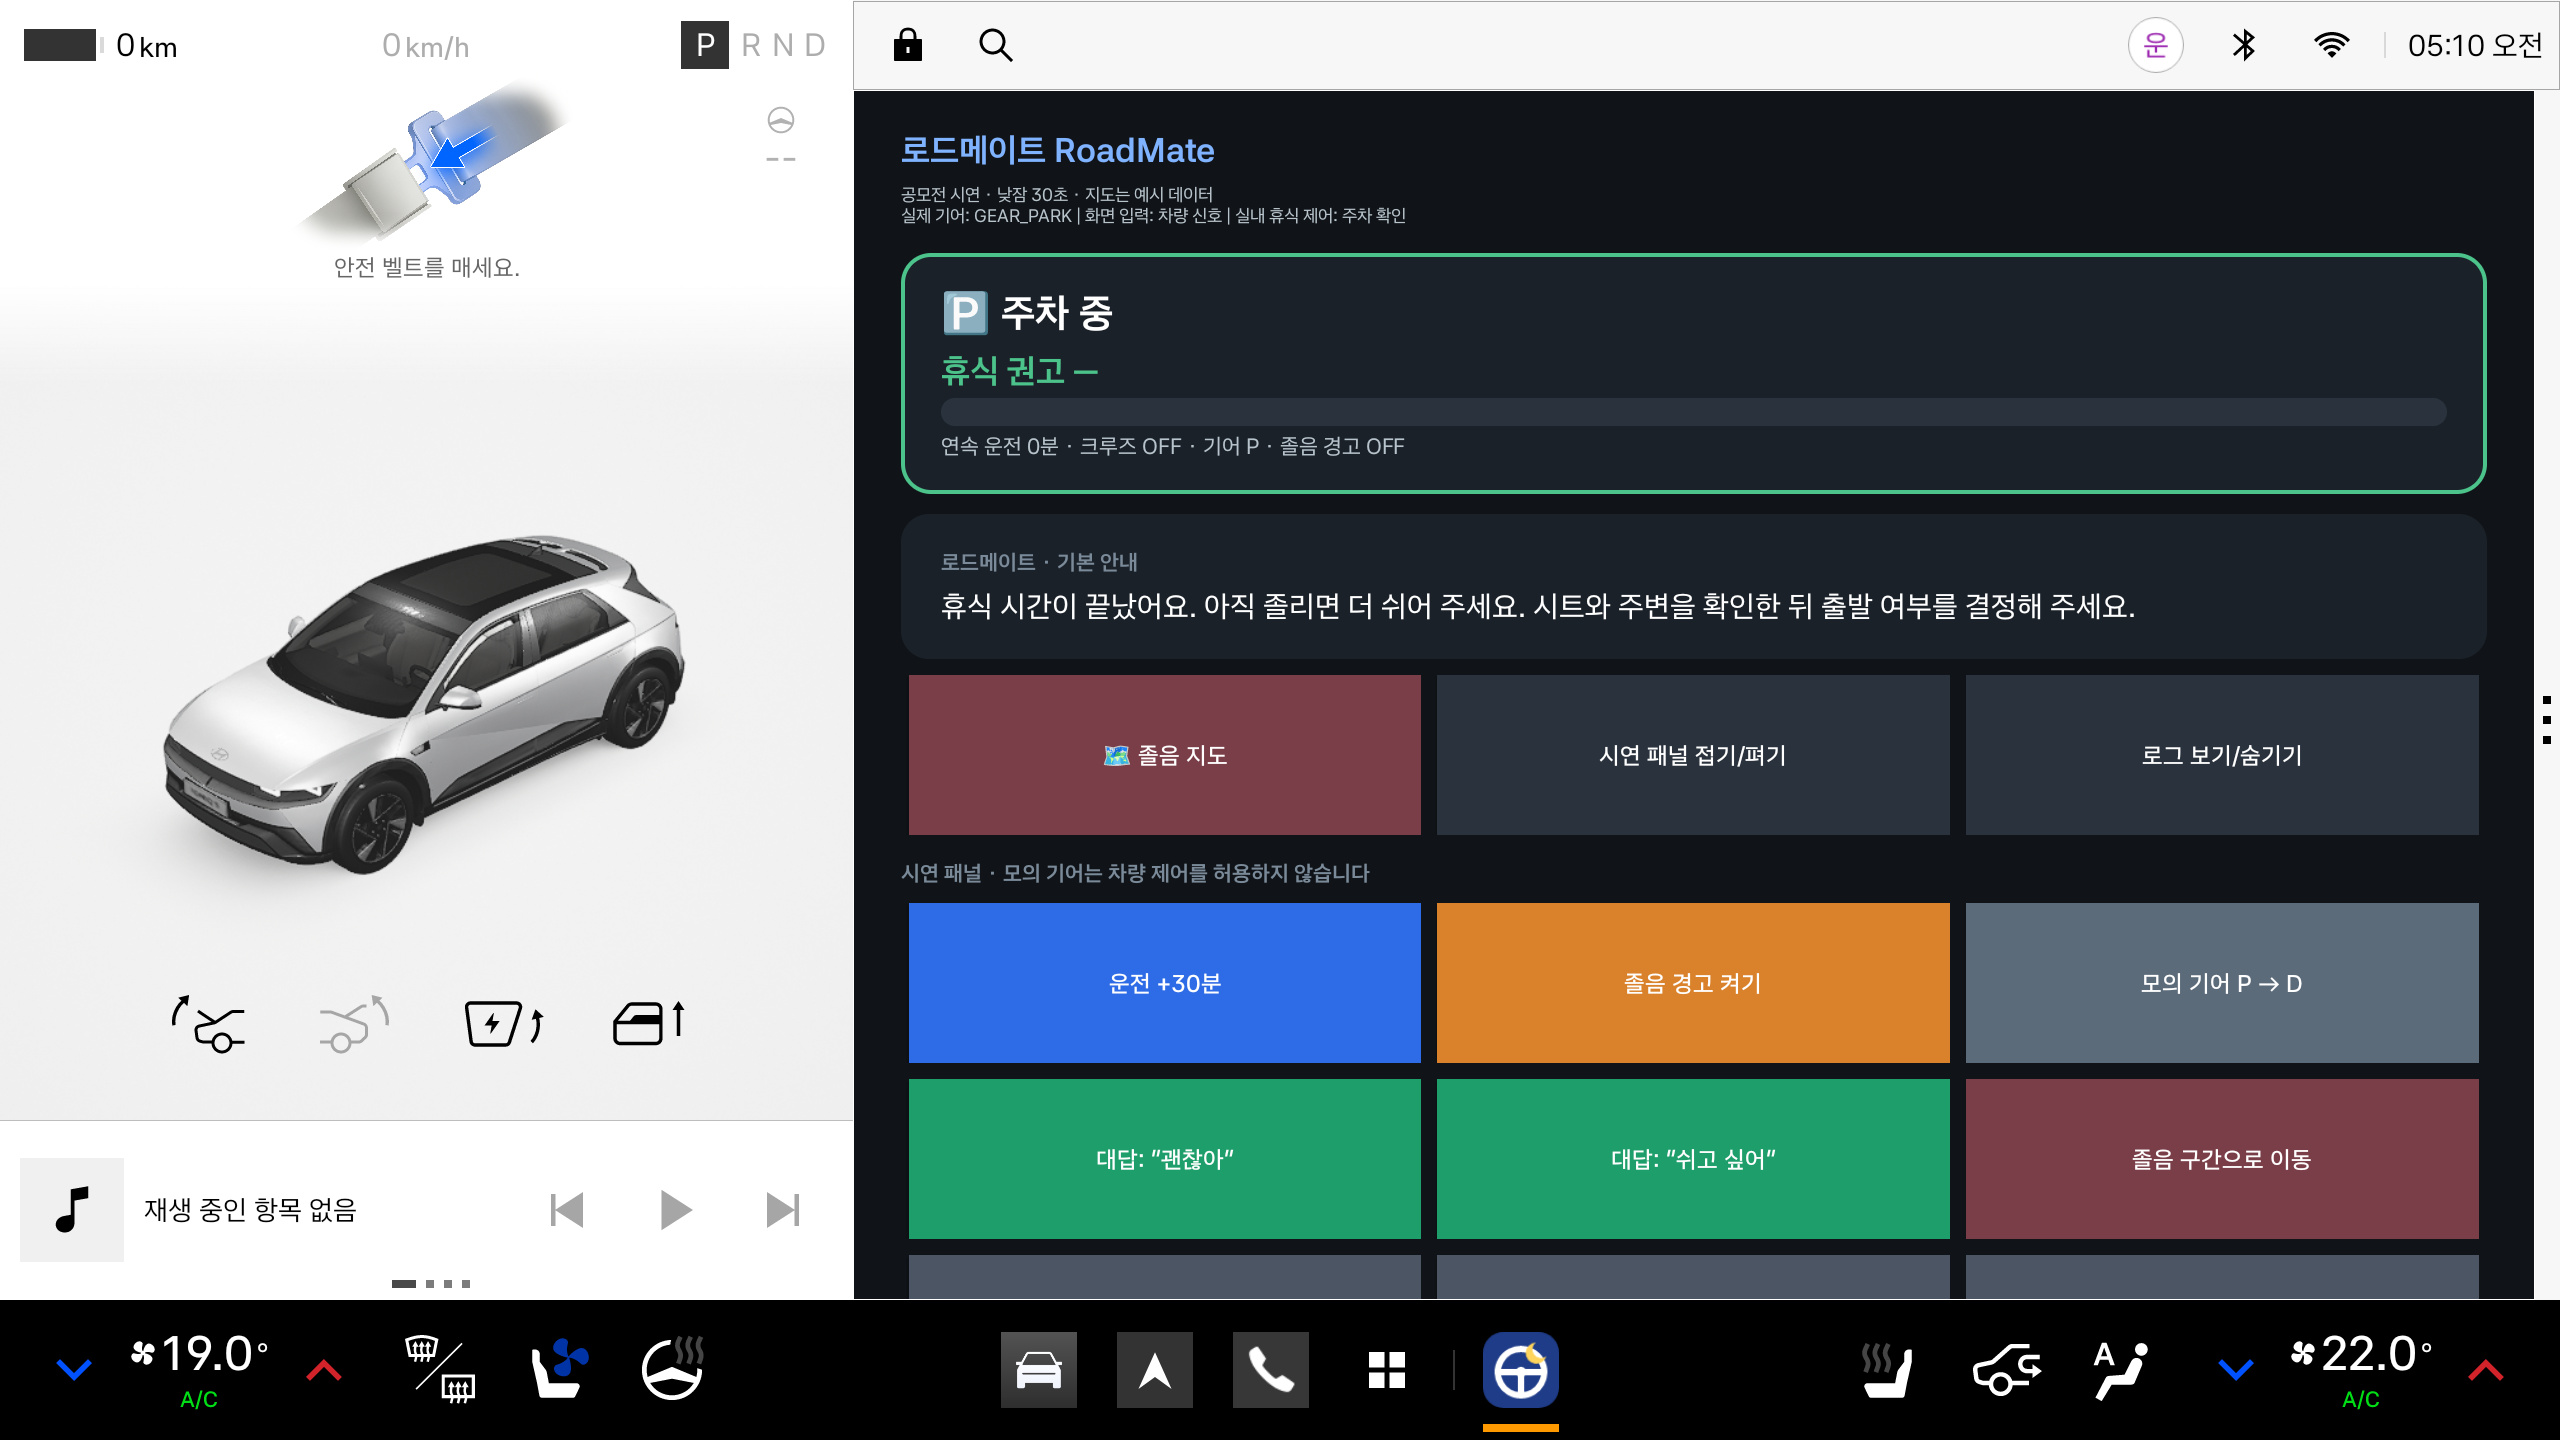 0 km
0 km/h
P R N D
안전 벨트를 매세요.
재생 중인 항목 없음
운
05:10 오전
로드메이트 RoadMate
공모전 시연 · 낮잠 30초 · 지도는 예시 데이터
실제 기어: GEAR_PARK | 화면 입력: 차량 신호 | 실내 휴식 제어: 주차 확인
P 주차 중
휴식 권고 —
연속 운전 0분 · 크루즈 OFF · 기어 P · 졸음 경고 OFF
로드메이트 · 기본 안내
휴식 시간이 끝났어요. 아직 졸리면 더 쉬어 주세요. 시트와 주변을 확인한 뒤 출발 여부를 결정해 주세요.
졸음 지도
시연 패널 접기/펴기
로그 보기/숨기기
시연 패널 · 모의 기어는 차량 제어를 허용하지 않습니다
운전 +30분
졸음 경고 켜기
모의 기어 P → D
대답: "괜찮아"
대답: "쉬고 싶어"
졸음 구간으로 이동
19.0°
A/C
A
22.0°
A/C